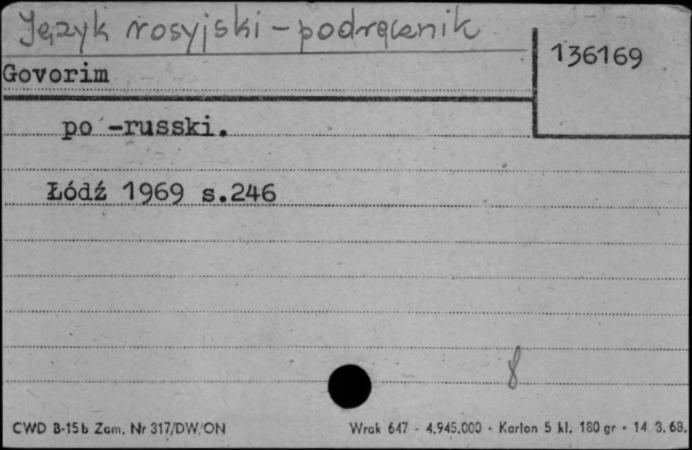 Język rosyjski - podręcznik
136169
Govorim
po -russki.
Łódź 1969 s.246
8
CWD B-15b Zam. Nr 317/DW/ON
Wrak 647 - 4.945.000 - Karton 5 kl. 180 gr - 14. 3. 68.